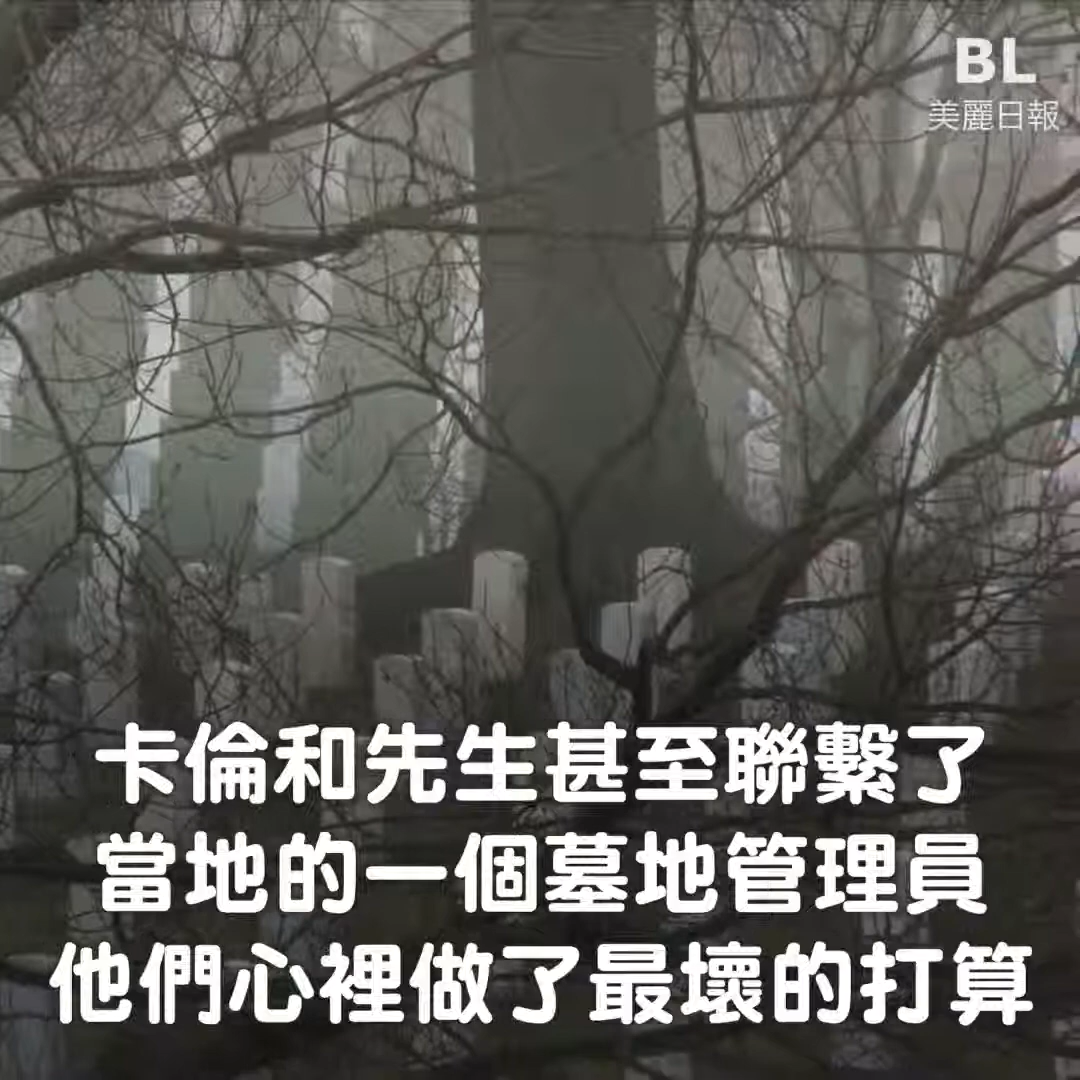 BL
美麗日報
卡倫和先生甚至聯繫了
當地的一個墓地管理員
他們心裡做了最壞的打算